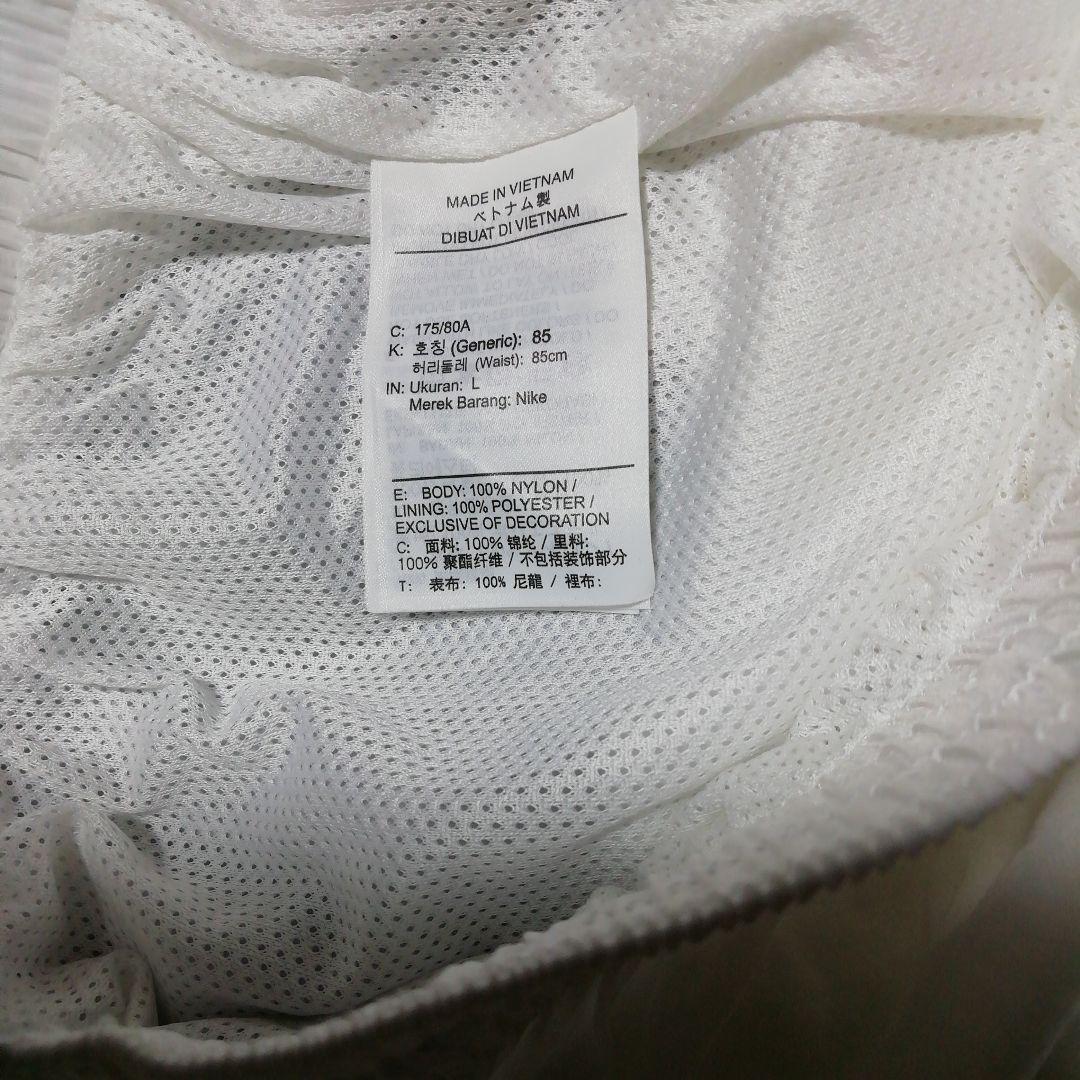 MADE IN VIETNAM
ベトナム製
DIBUAT DI VIETNAM
C: 175/80A
K: 호칭 (Generic): 85
허리둘레 (Waist): 85cm
IN: Ukuran: L
Merek Barang: Nike
E: BODY: 100% NYLON /
LINING: 100% POLYESTER /
EXCLUSIVE OF DECORATION
C: 面料: 100% 锦纶 / 里料:
100% 聚酯纤维 / 不包括装饰部分
T: 表布: 100% 尼龍 / 裡布: